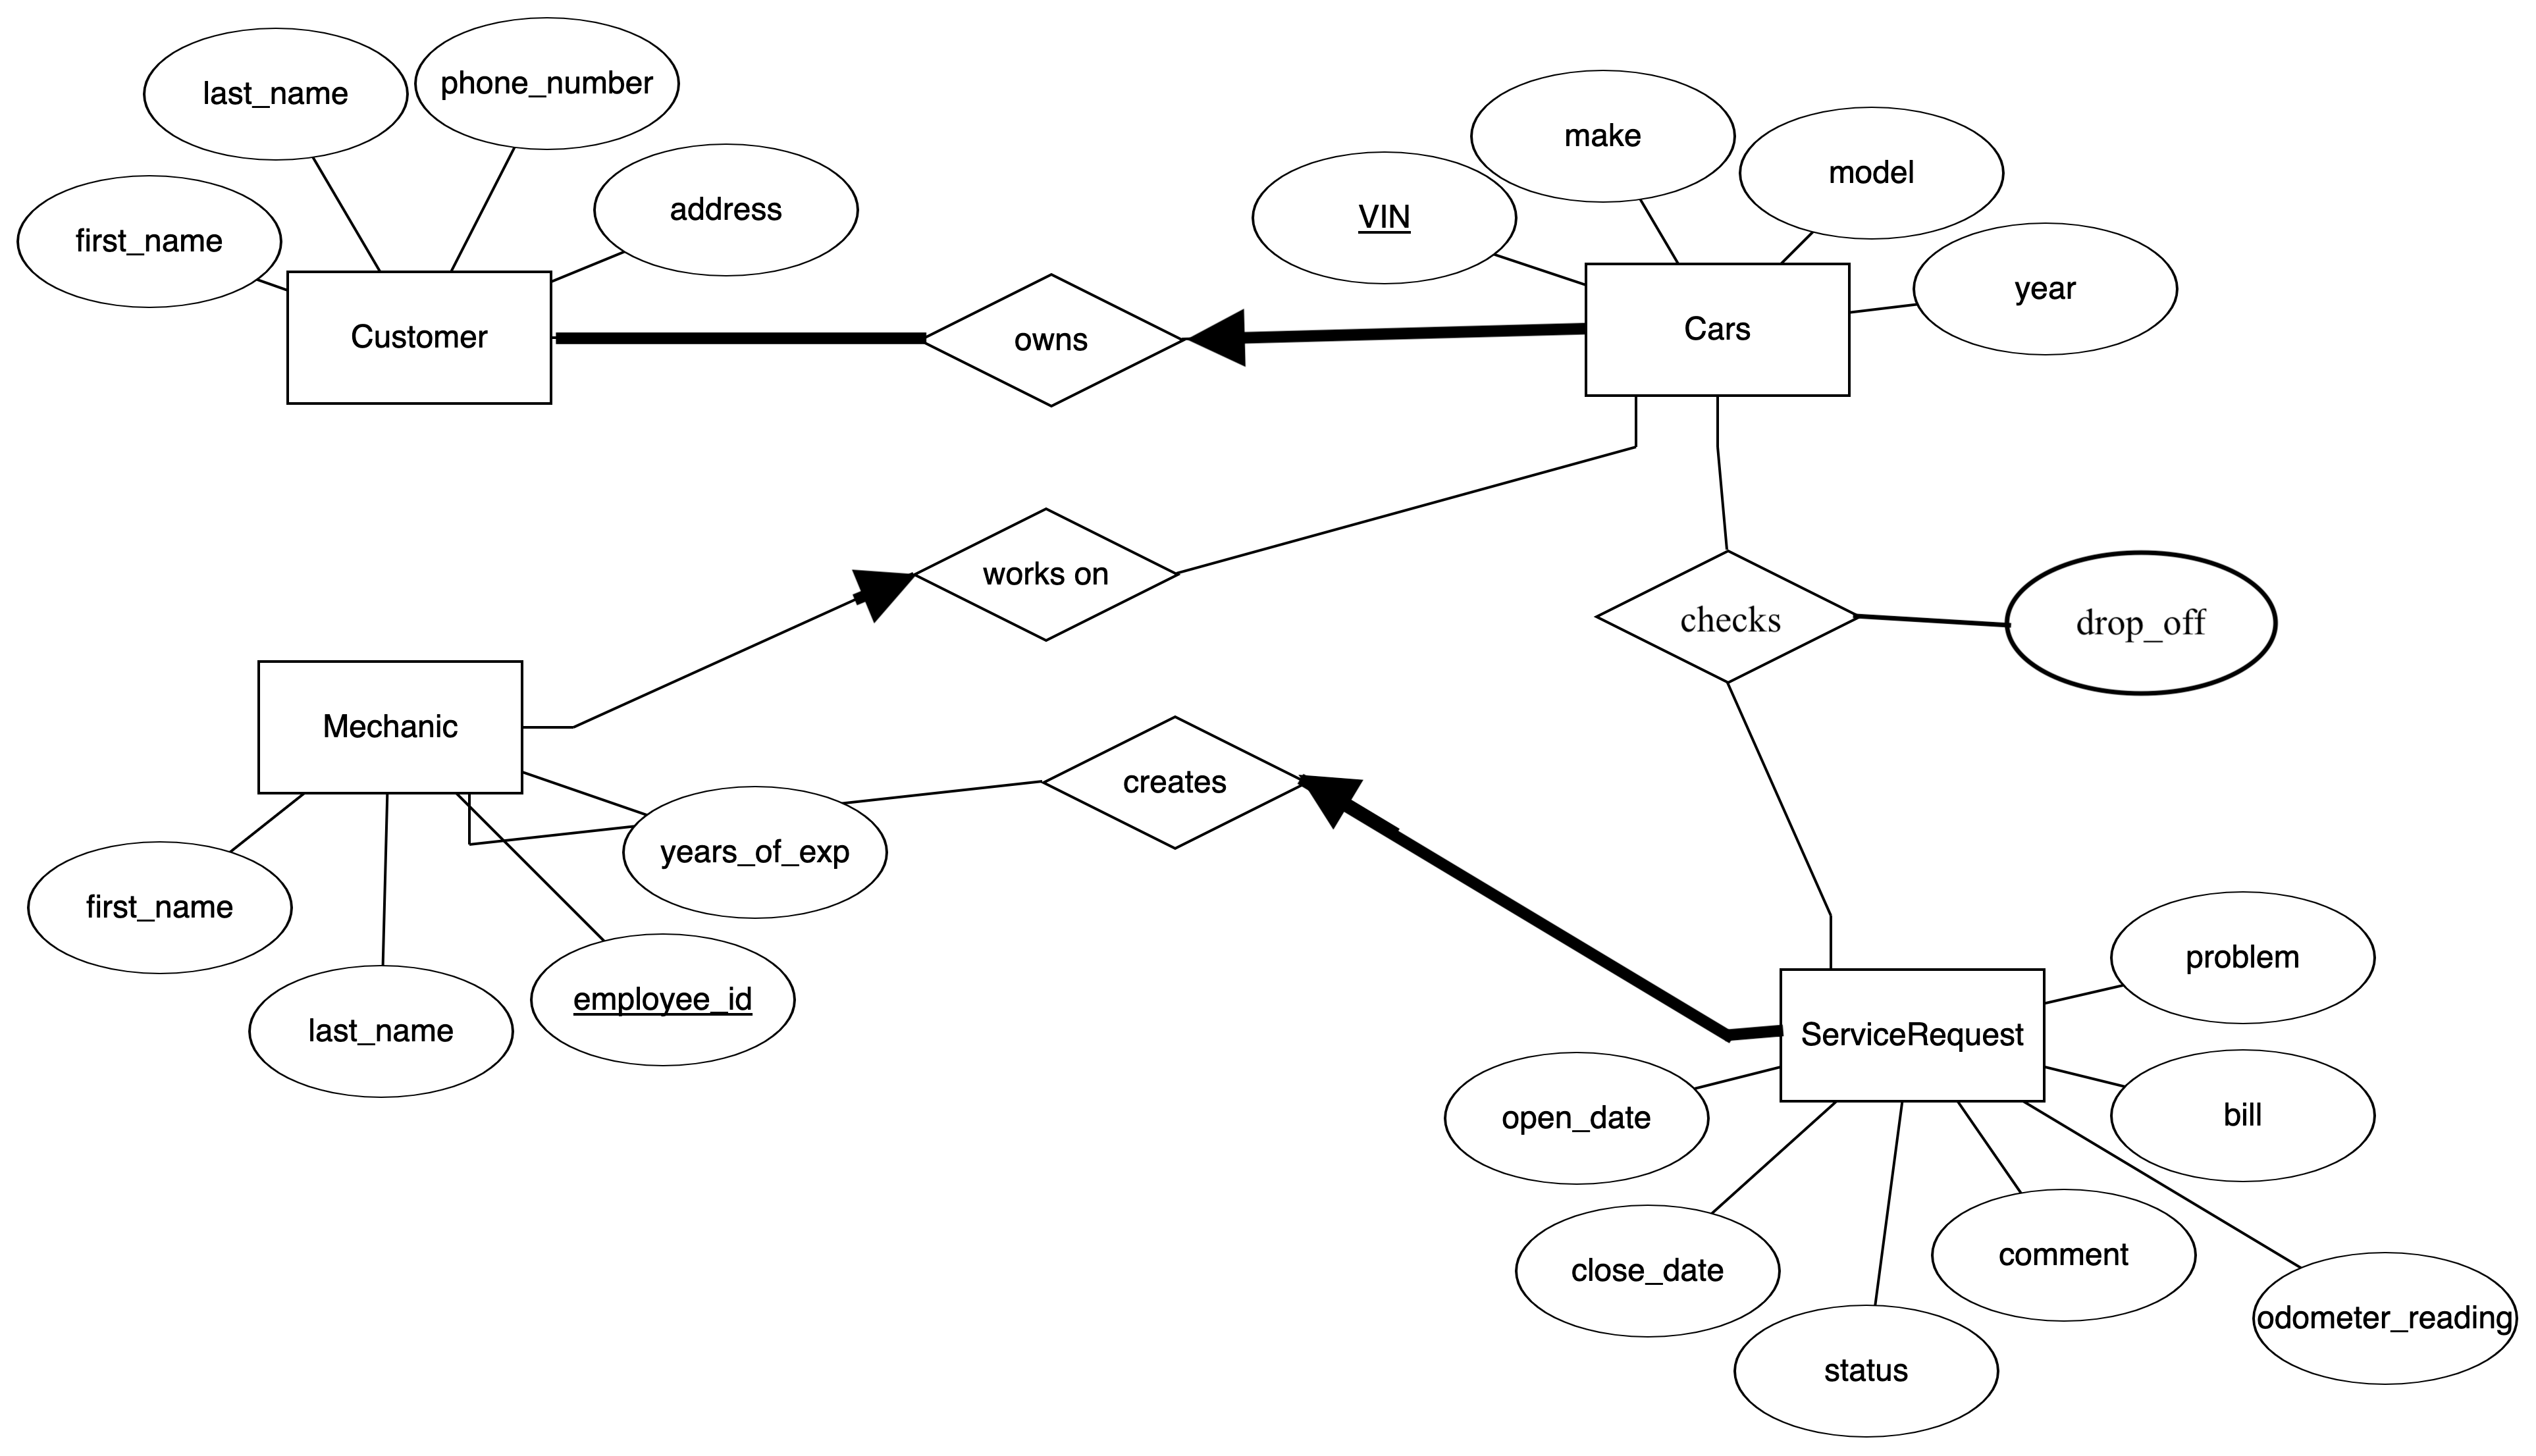 last_name
phone_number
first_name
address
Customer
owns
VIN
make
model
year
Cars
works on
checks
drop_off
Mechanic
creates
years_of_exp
first_name
last_name
employee_id
problem
ServiceRequest
open_date
bill
close_date
comment
status
odometer_reading